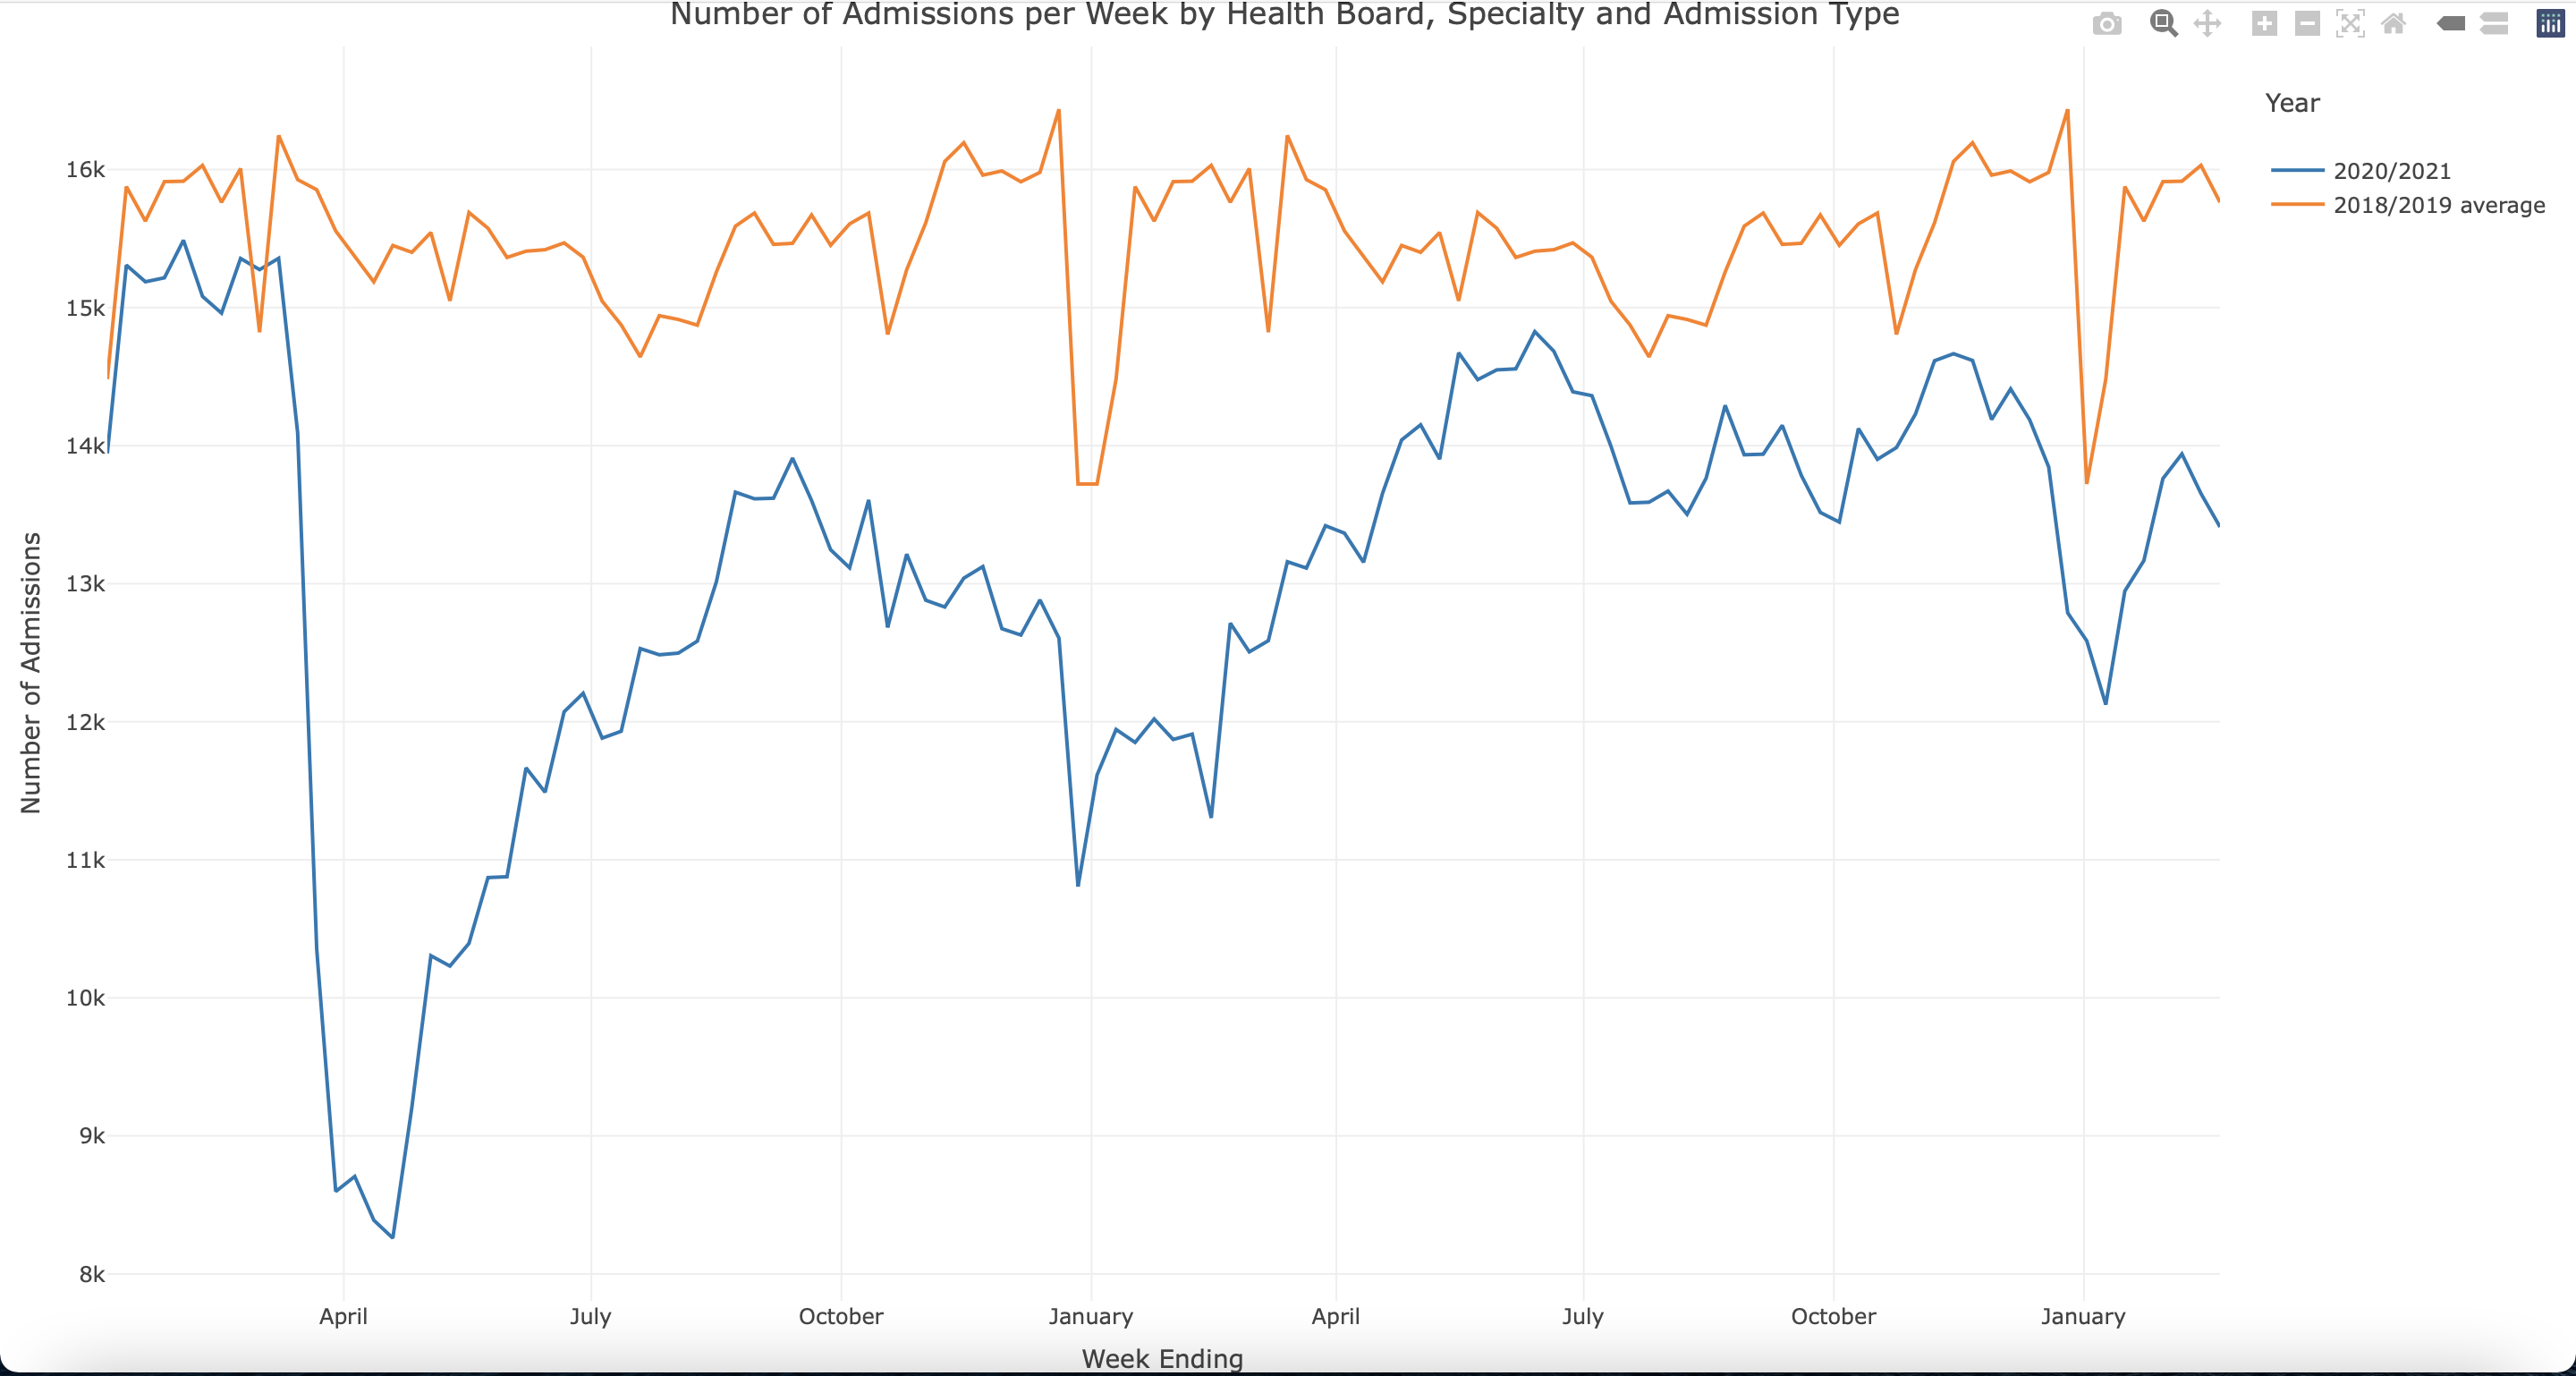 Number of Admissions per Week by Health Board, Specialty and Admission Type
Year
2020/2021
2018/2019 average
Number of Admissions
16k
15k
14k
13k
12k
11k
10k
9k
8k
April July October January April July October January
Week Ending